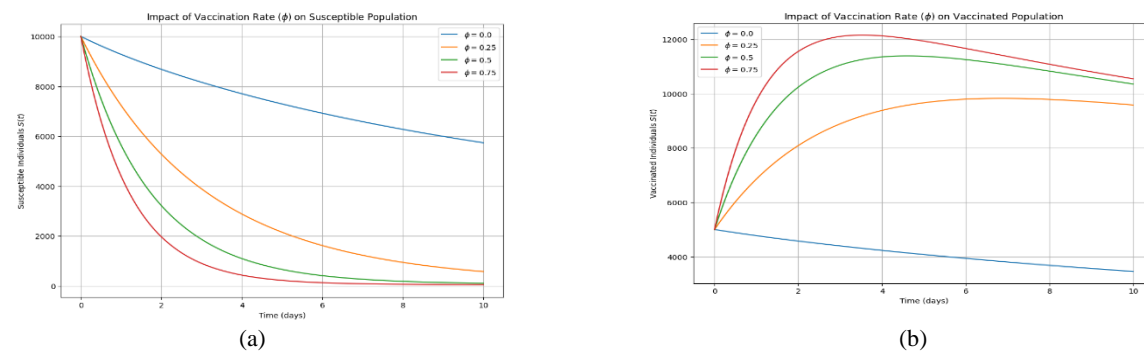 Impact of Vaccination Rate (ϕ) on Susceptible Population
10000
8000
6000
4000
2000
0
Susceptible Individuals S(t)
ϕ = 0.0
ϕ = 0.25
ϕ = 0.5
ϕ = 0.75
0 2 4 6 8 10
Time (days)
(a)
Impact of Vaccination Rate (ϕ) on Vaccinated Population
12000
10000
8000
6000
4000
Vaccinated Individuals S(t)
ϕ = 0.0
ϕ = 0.25
ϕ = 0.5
ϕ = 0.75
0 2 4 6 8 10
Time (days)
(b)